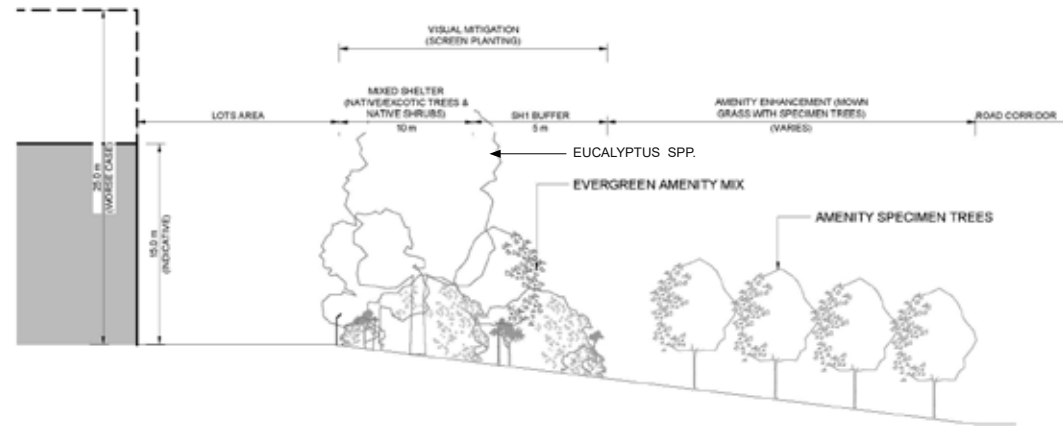 VISUAL MITIGATION
(SCREEN PLANTING)
MIXED SHELTER
(NATIVE/EXCOTIC TREES &
NATIVE SHRUBS)
10 m
LOTS AREA
SH1 BUFFER
5 m
AMENITY ENHANCEMENT (MOWN
GRASS WITH SPECIMEN TREES)
(VARIES)
ROAD CORRIDOR
EUCALYPTUS SPP.
EVERGREEN AMENITY MIX
AMENITY SPECIMEN TREES
25.0 m
(WORSE CASE)
15.0 m
(INDICATIVE)